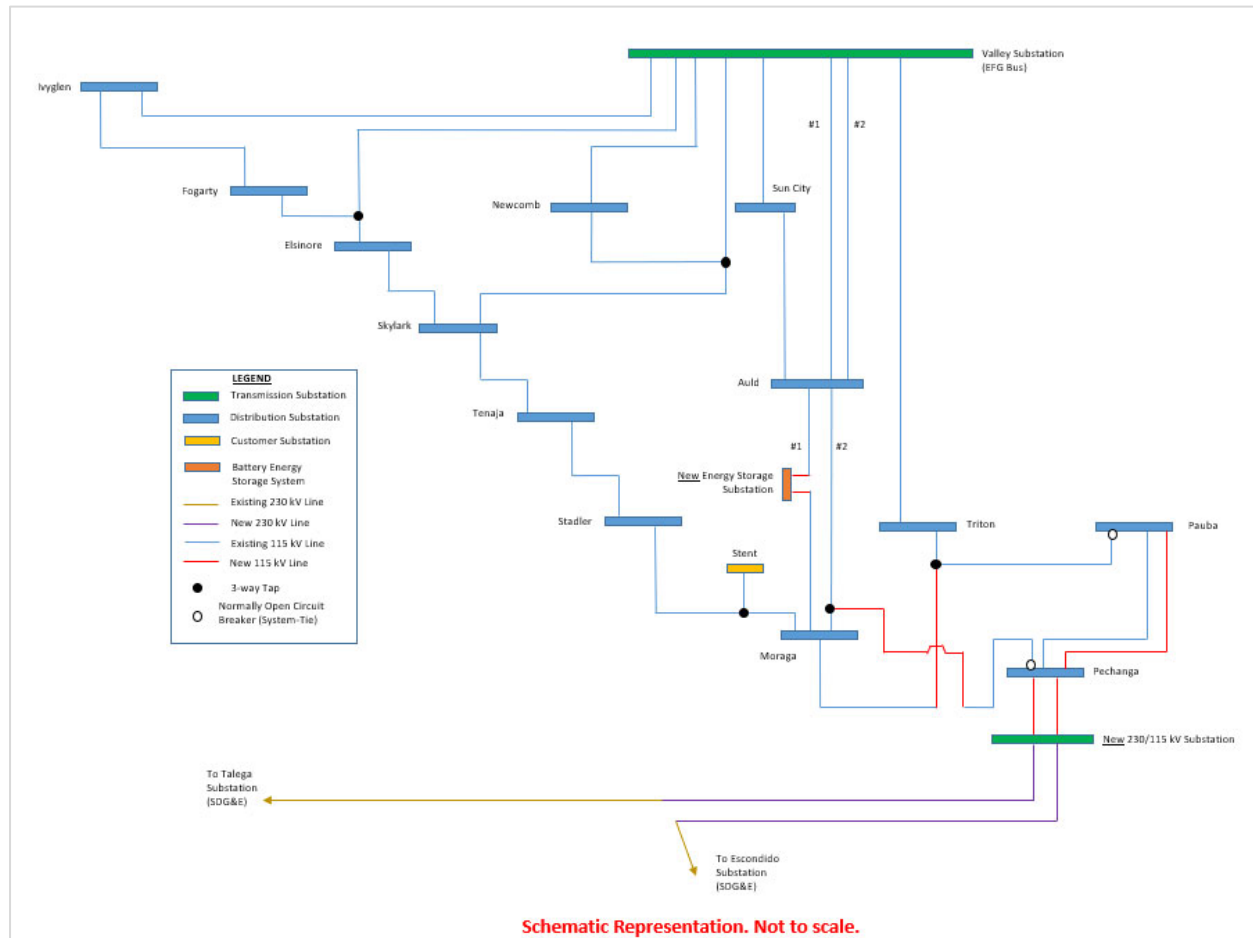 Valley Substation
(EFG Bus)
Ivyglen
#1
#2
Fogarty
Newcomb
Sun City
Elsinore
Skylark
LEGEND
Transmission Substation
Distribution Substation
Customer Substation
Battery Energy
Storage System
Existing 230 kV Line
New 230 kV Line
Existing 115 kV Line
New 115 kV Line
3-way Tap
Normally Open Circuit
Breaker (System-Tie)
Auld
Tenaja
#1
#2
New Energy Storage
Substation
Stadler
Triton
Pauba
Stent
Moraga
Pechanga
New 230/115 kV Substation
To Talega
Substation
(SDG&E)
To Escondido
Substation
(SDG&E)
Schematic Representation. Not to scale.